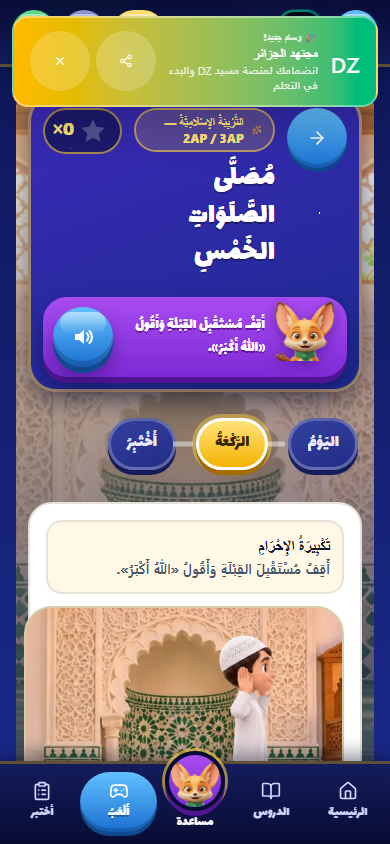 🎉 وسام جديد!
مجتهد الجزائر
انضمامك لمنصة مسيد DZ والبدء
في التعلم
DZ
×0
التَّرْبِيَةُ الإِسْلَامِيَّةُ —
2AP / 3AP
مُصَلَّى
الصَّلَوَاتِ
الخَمْسِ
أَقِفُ مُسْتَقْبِلَ القِبْلَةِ وَأَقُولُ
«اللهُ أَكْبَرُ».
اليَوْمُ
الرَّكْعَةُ
أَخْتَبِرُ
تَكْبِيرَةُ الإِحْرَامِ
أَقِفُ مُسْتَقْبِلَ القِبْلَةِ وَأَقُولُ «اللهُ أَكْبَرُ».
الرئيسية
الدروس
مساعدة
ألْعَبُ
أختبر